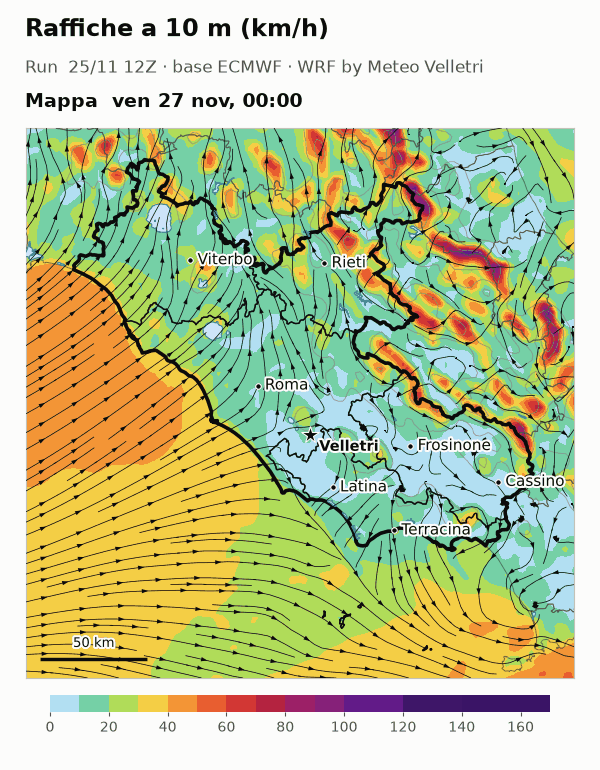 Raffiche a 10 m (km/h)
Run 25/11 12Z · base ECMWF · WRF by Meteo Velletri
Mappa ven 27 nov, 00:00
Viterbo
Rieti
Roma
Velletri
Frosinone
Latina
Cassino
Terracina
50 km
0 20 40 60 80 100 120 140 160